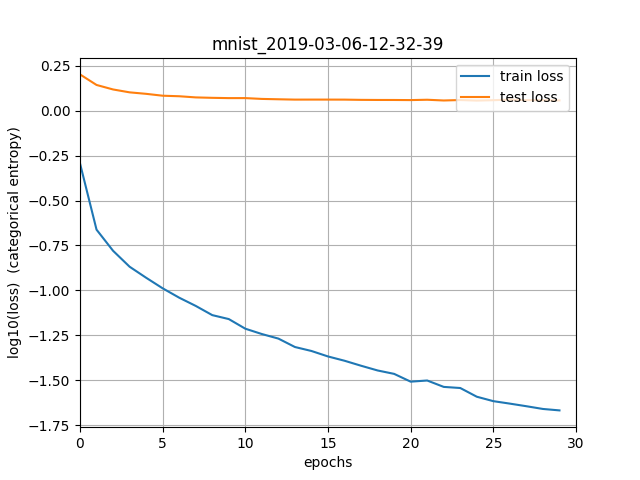 mnist_2019-03-06-12-32-39
train loss
test loss
0.25
0.00
−0.25
−0.50
−0.75
−1.00
−1.25
−1.50
−1.75
log10(loss)  (categorical entropy)
0 5 10 15 20 25 30
epochs